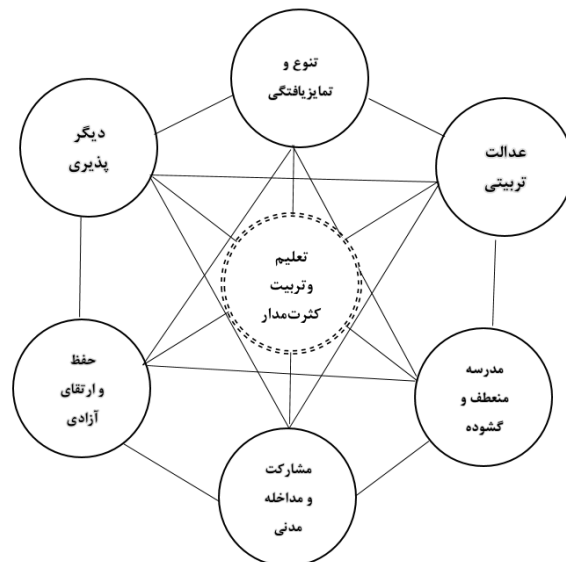 تنوع و
تمایزیافتگی
عدالت
تربیتی
دیگر
پذیری
تعلیم
وتربیت
کثرت‌مدار
مدرسه
منعطف و
گشوده
حفظ
و ارتقای
آزادی
مشارکت
و مداخله
مدنی